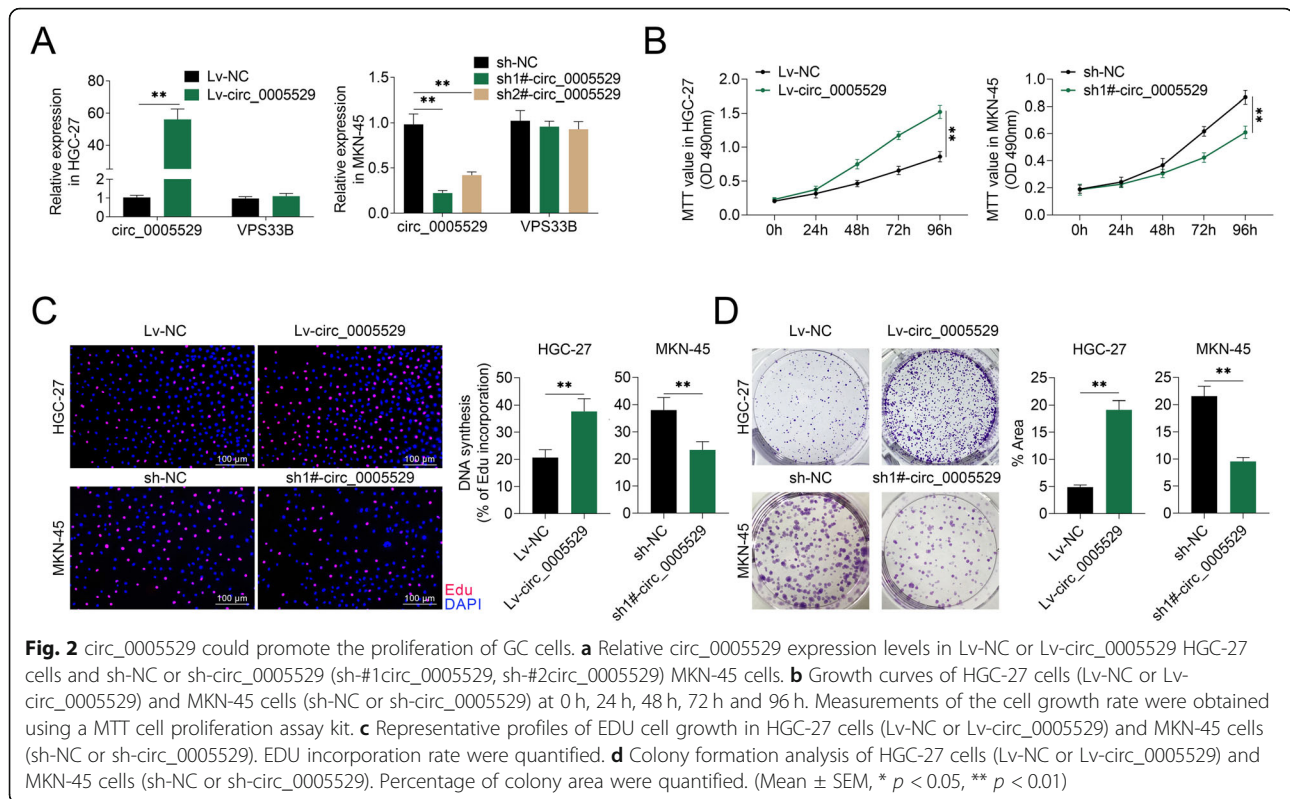 A
Lv-NC
Lv-circ_0005529
Relative expression
in HGC-27
80
60
40
20
2
1
0
**
circ_0005529
VPS33B
sh-NC
sh1#-circ_0005529
sh2#-circ_0005529
Relative expression
in MKN-45
1.5
1.0
0.5
0.0
**
**
circ_0005529
VPS33B
B
Lv-NC
Lv-circ_0005529
MTT value in HGC-27
(OD 490nm)
2.0
1.5
1.0
0.5
0.0
**
0h 24h 48h 72h 96h
sh-NC
sh1#-circ_0005529
MTT value in MKN-45
(OD 490nm)
1.0
0.8
0.6
0.4
0.2
0.0
**
0h 24h 48h 72h 96h
C
Lv-NC
Lv-circ_0005529
HGC-27
100 µm
100 µm
sh-NC
sh1#-circ_0005529
MKN-45
100 µm
100 µm
Edu
DAPI
DNA synthesis
(% of Edu incorporation)
HGC-27
50
40
30
20
10
0
**
Lv-NC
Lv-circ_0005529
MKN-45
50
40
30
20
10
0
**
sh-NC
sh1#-circ_0005529
D
Lv-NC
Lv-circ_0005529
HGC-27
sh-NC
sh1#-circ_0005529
MKN-45
% Area
HGC-27
25
20
15
10
5
0
**
Lv-NC
Lv-circ_0005529
MKN-45
25
20
15
10
5
0
**
sh-NC
sh1#-circ_0005529
Fig. 2 circ_0005529 could promote the proliferation of GC cells. a Relative circ_0005529 expression levels in Lv-NC or Lv-circ_0005529 HGC-27
cells and sh-NC or sh-circ_0005529 (sh-#1circ_0005529, sh-#2circ_0005529) MKN-45 cells. b Growth curves of HGC-27 cells (Lv-NC or Lv-
circ_0005529) and MKN-45 cells (sh-NC or sh-circ_0005529) at 0 h, 24 h, 48 h, 72 h and 96 h. Measurements of the cell growth rate were obtained
using a MTT cell proliferation assay kit. c Representative profiles of EDU cell growth in HGC-27 cells (Lv-NC or Lv-circ_0005529) and MKN-45 cells
(sh-NC or sh-circ_0005529). EDU incorporation rate were quantified. d Colony formation analysis of HGC-27 cells (Lv-NC or Lv-circ_0005529) and
MKN-45 cells (sh-NC or sh-circ_0005529). Percentage of colony area were quantified. (Mean ± SEM, * p < 0.05, ** p < 0.01)